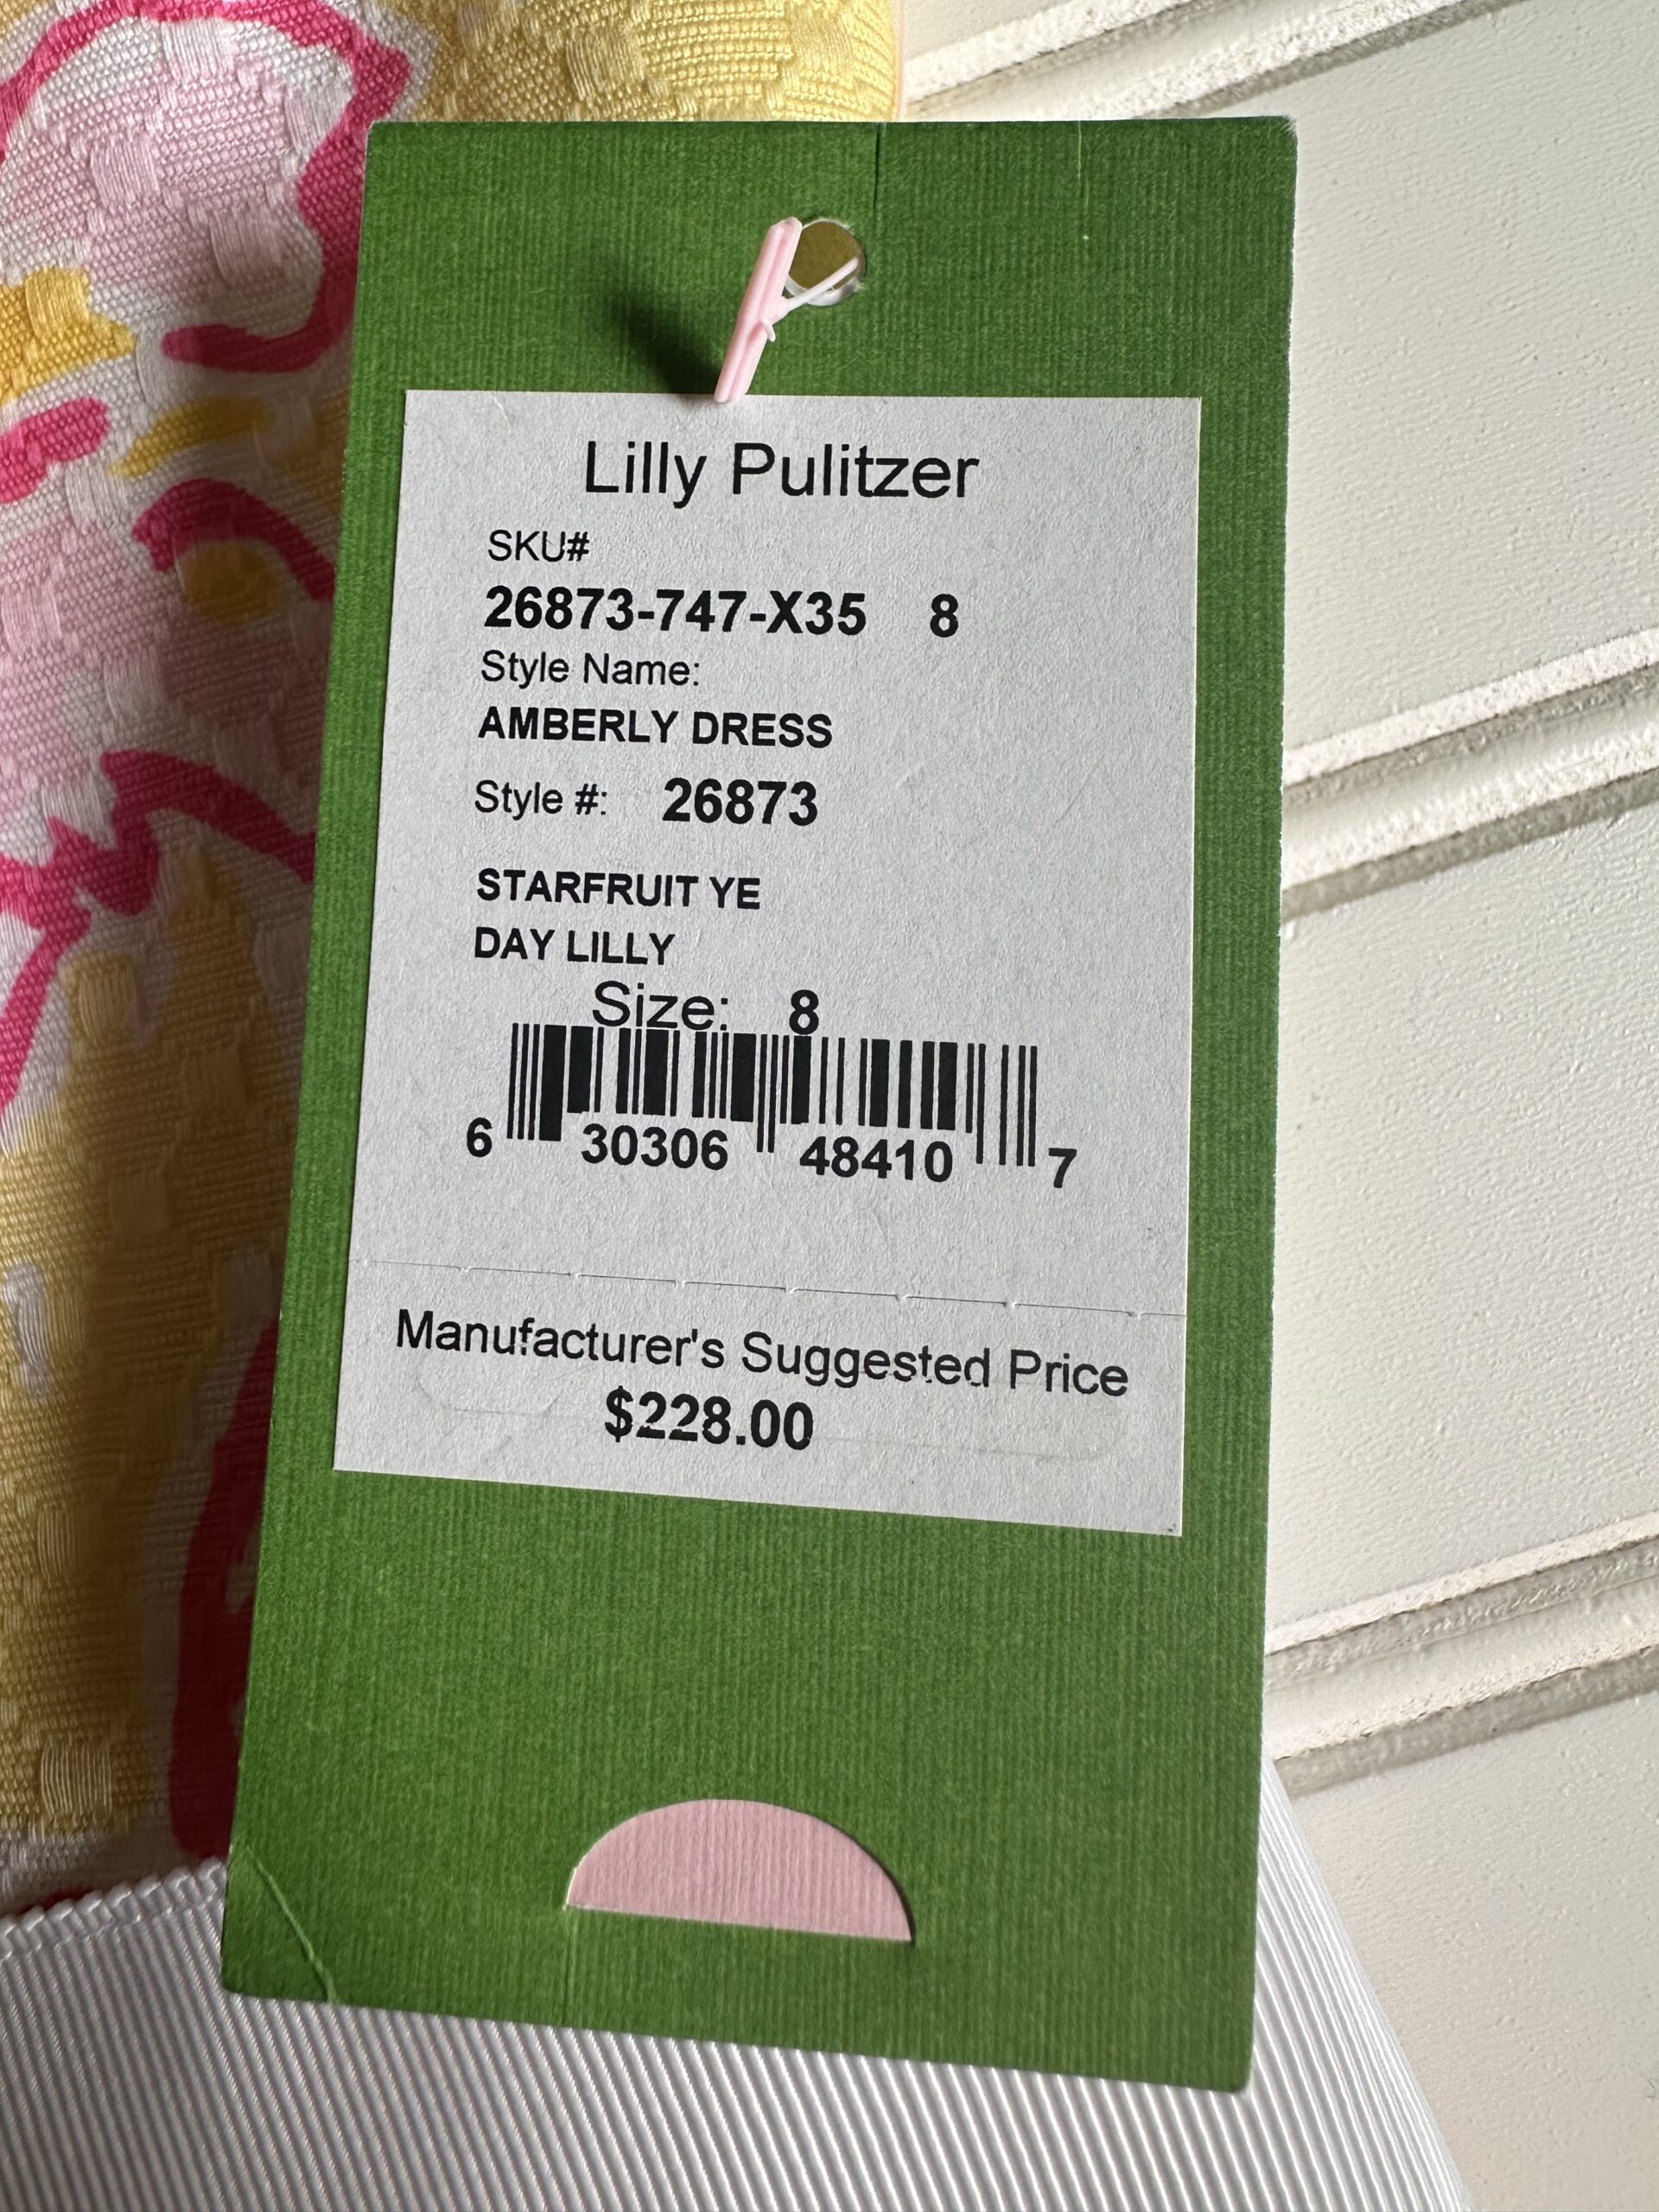 Lilly Pulitzer
SKU#
26873-747-X35 8
Style Name:
AMBERLY DRESS
Style #: 26873
STARFRUIT YE
DAY LILLY
Size: 8
6 30306 48410 7
Manufacturer's Suggested Price
$228.00